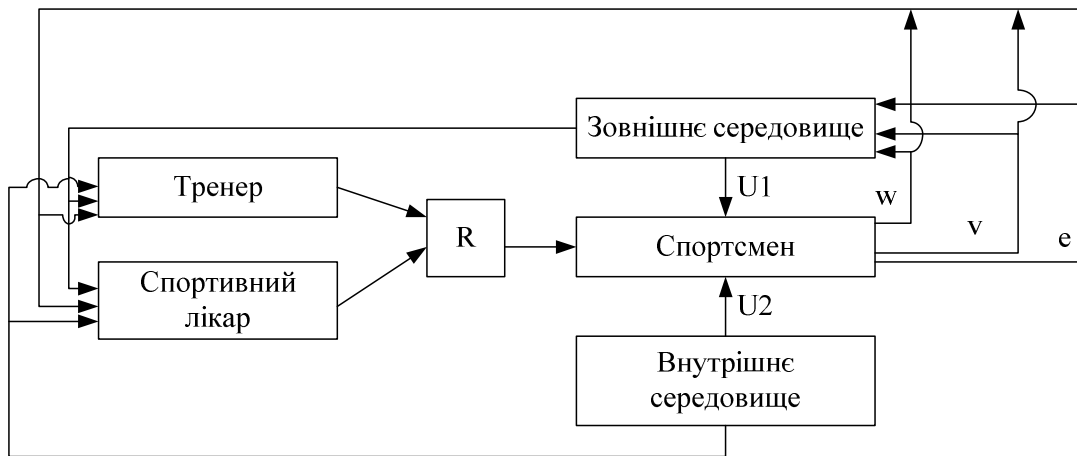 Зовнішнє середовище
Тренер
U1
w
R
Спортсмен
v
e
Спортивний
лікар
U2
Внутрішнє
середовище